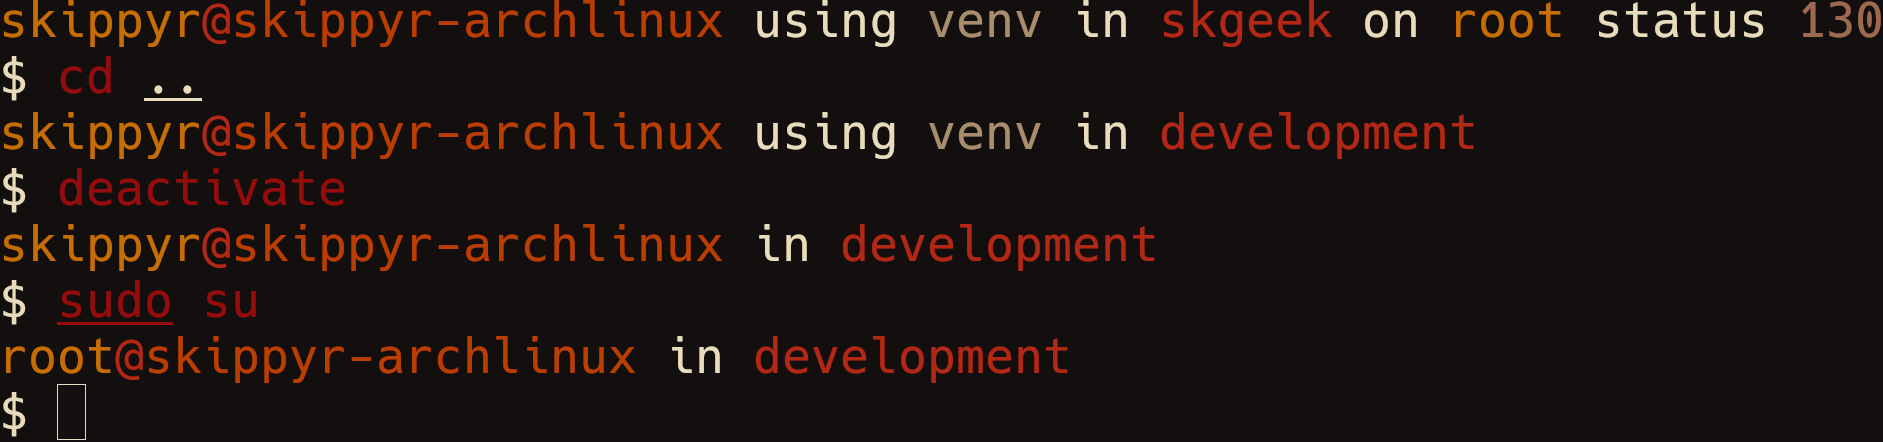 skippyr@skippyr-archlinux using venv in skgeek on root status 130
$ cd ..
skippyr@skippyr-archlinux using venv in development
$ deactivate
skippyr@skippyr-archlinux in development
$ sudo su
root@skippyr-archlinux in development
$